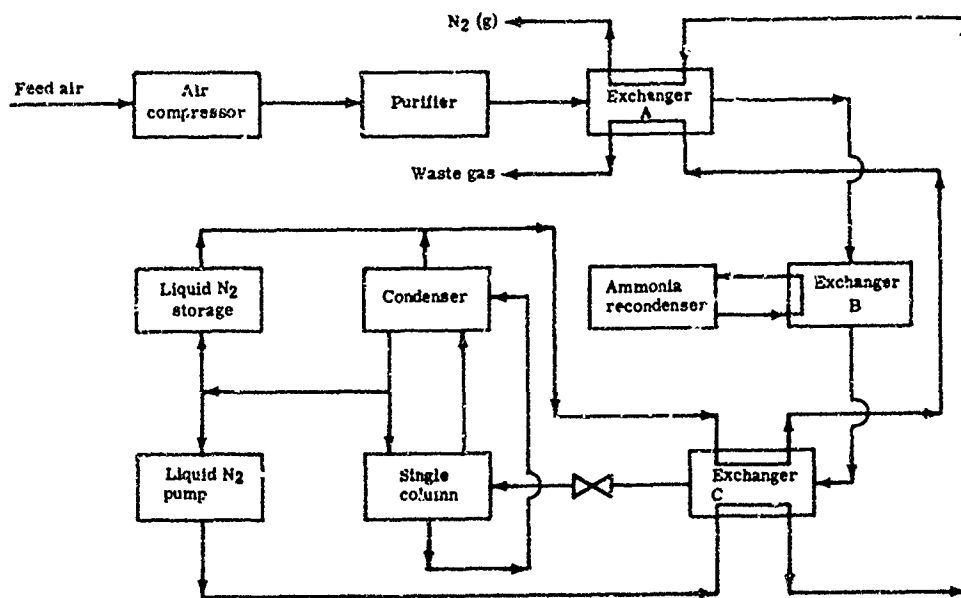 N2 (g)
Feed air
Air
compressor
Purifier
Exchanger
A
Waste gas
Liquid N2
storage
Condenser
Ammonia
recondenser
Exchanger
B
Liquid N2
pump
Single
column
Exchanger
C